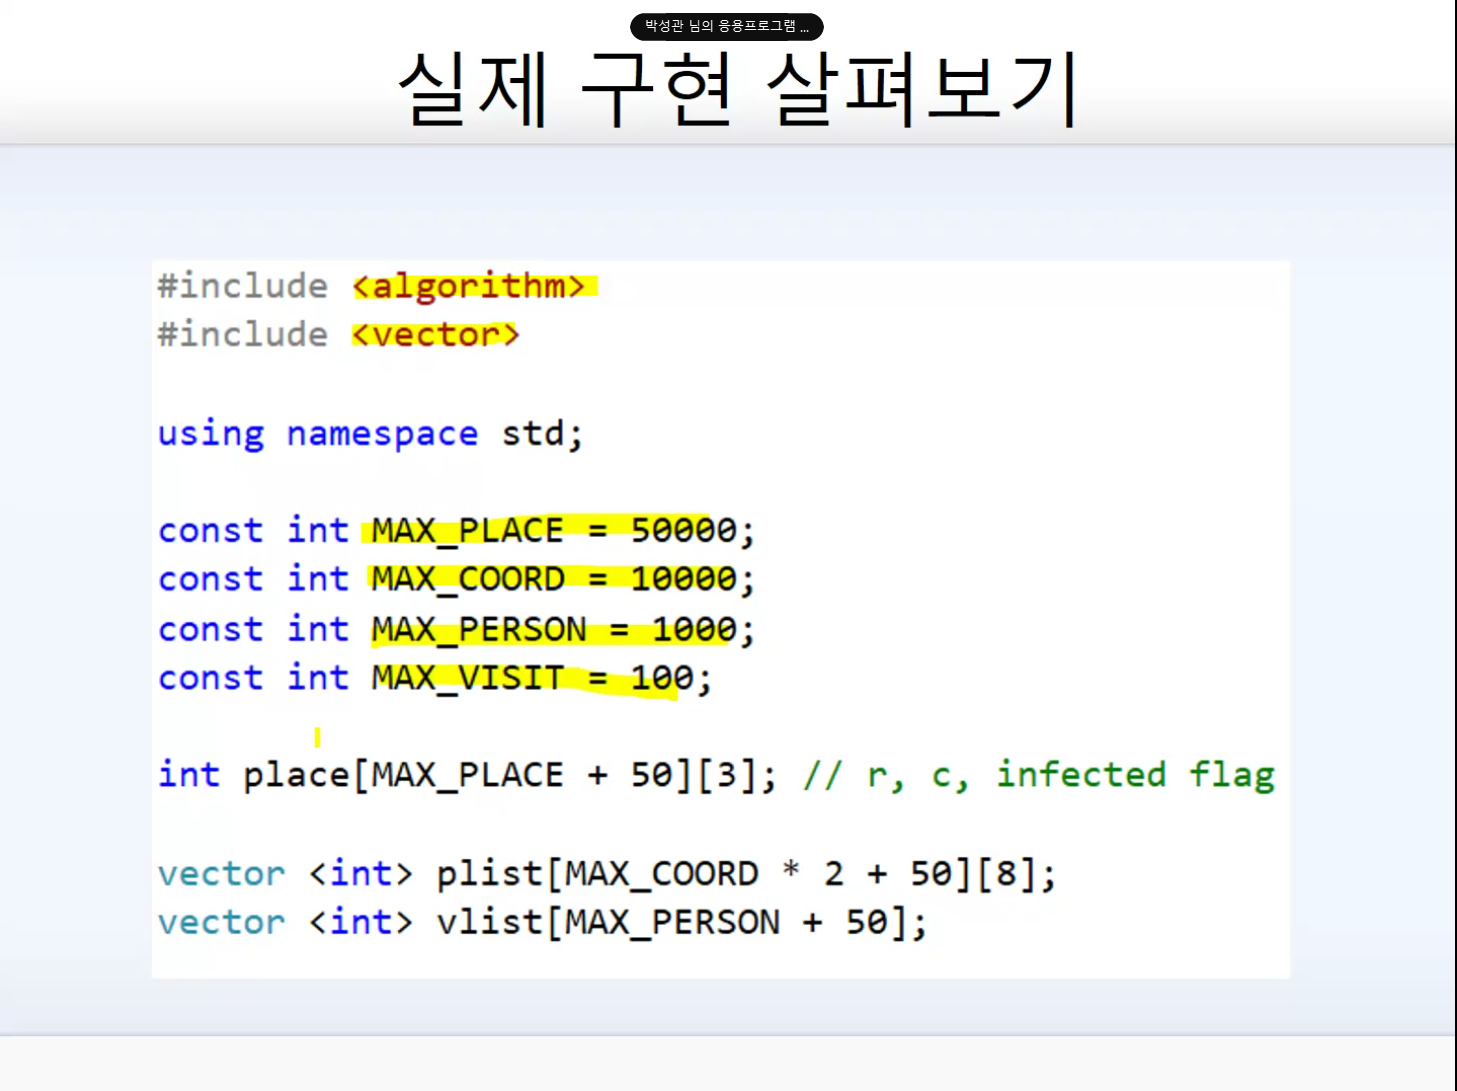 박성관 님의 응용프로그램 ...
실제 구현 살펴보기
#include <algorithm>
#include <vector>
using namespace std;
const int MAX_PLACE = 50000;
const int MAX_COORD = 10000;
const int MAX_PERSON = 1000;
const int MAX_VISIT = 100;
int place[MAX_PLACE + 50][3]; // r, c, infected flag
vector <int> plist[MAX_COORD * 2 + 50][8];
vector <int> vlist[MAX_PERSON + 50];